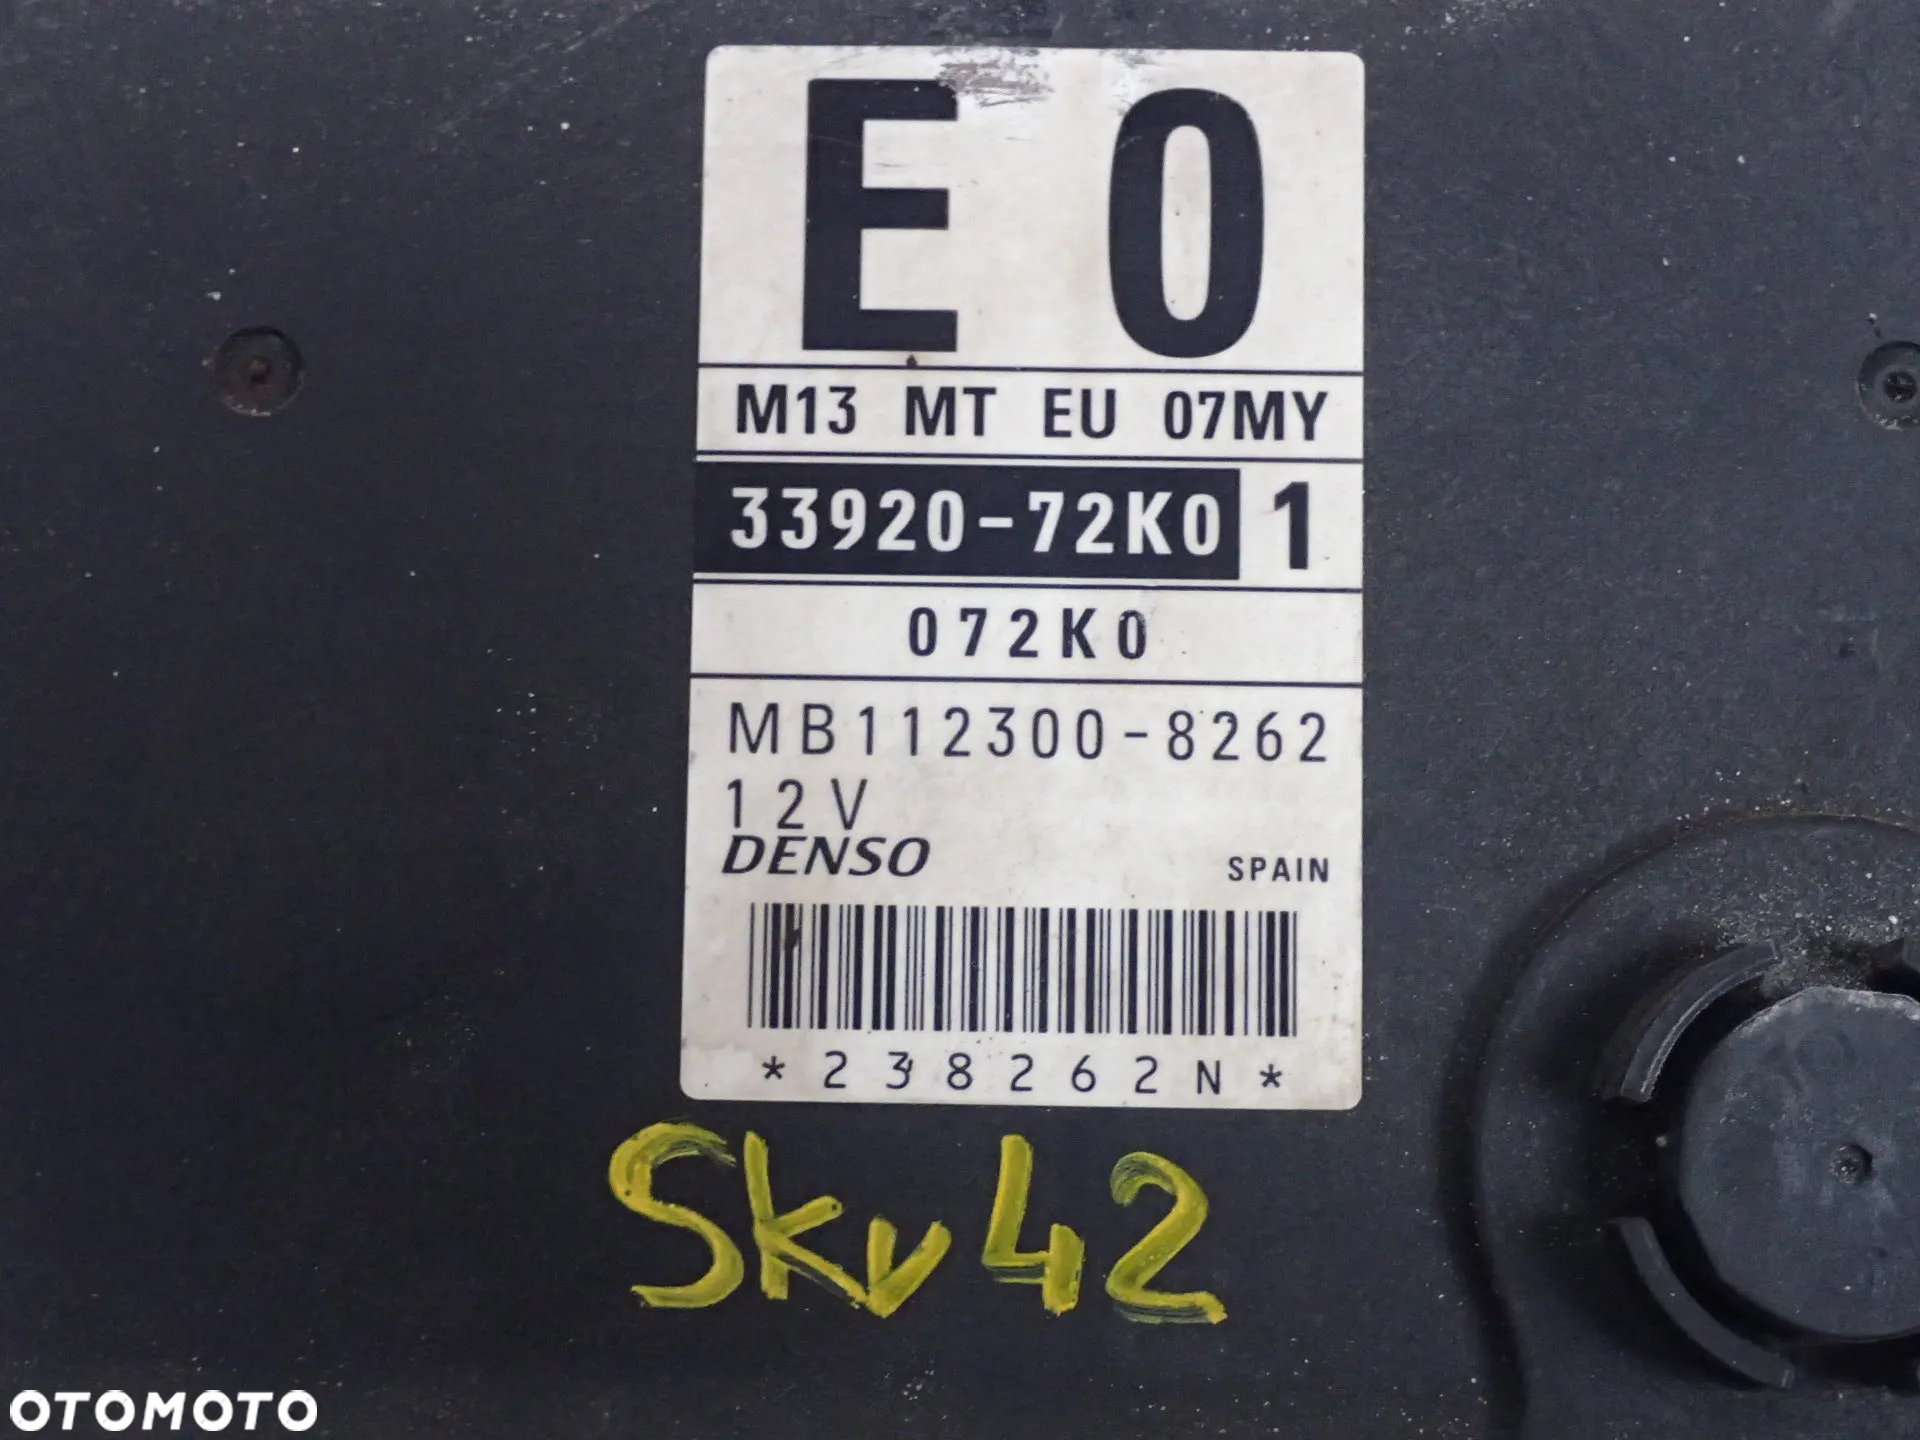 E 0
M13 MT EU 07MY
33920-72K0 1
072K0
MB112300-8262
12V
DENSO SPAIN
*238262N*
Skv42
OTOMOTO